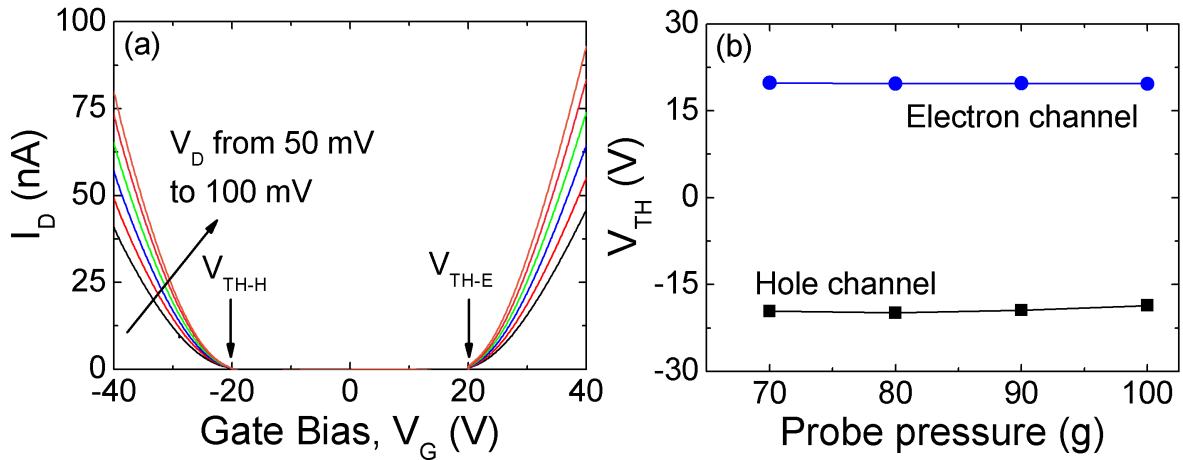 (a)
100
75
50
25
0
I_D (nA)
V_D from 50 mV
to 100 mV
V_TH-H
V_TH-E
-40 -20 0 20 40
Gate Bias, V_G (V)
(b)
30
15
0
-15
-30
V_TH (V)
Electron channel
Hole channel
70 80 90 100
Probe pressure (g)